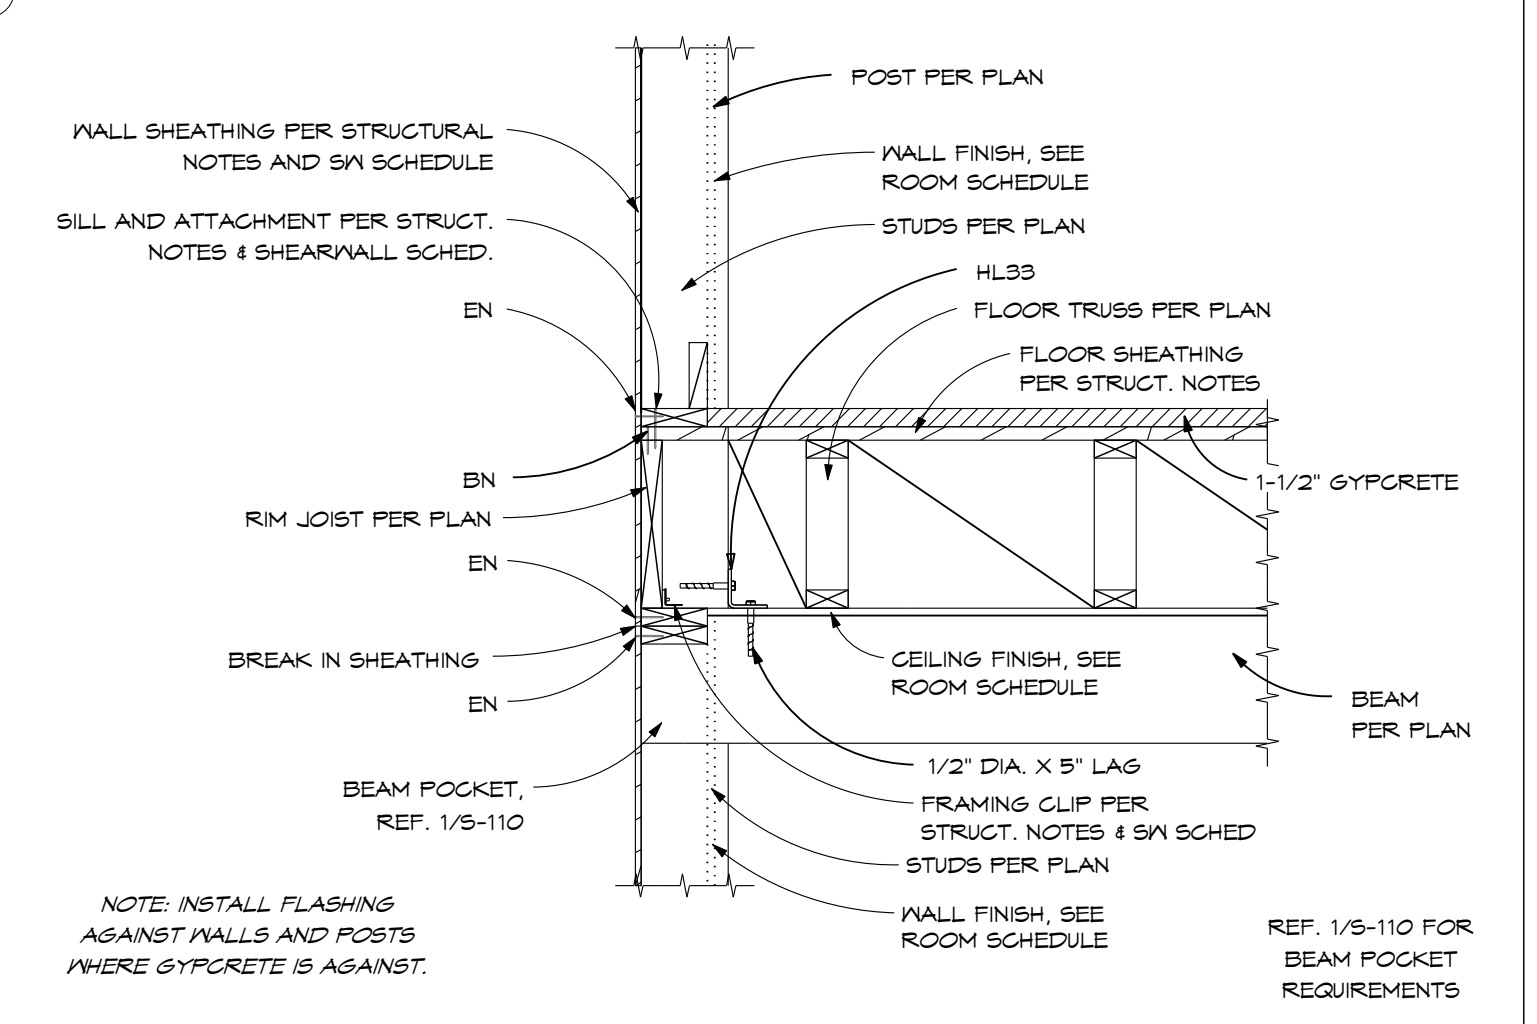 POST PER PLAN
WALL SHEATHING PER STRUCTURAL
NOTES AND SW SCHEDULE
WALL FINISH, SEE
ROOM SCHEDULE
SILL AND ATTACHMENT PER STRUCT.
NOTES & SHEARWALL SCHED.
STUDS PER PLAN
HL33
EN
FLOOR TRUSS PER PLAN
FLOOR SHEATHING
PER STRUCT. NOTES
BN
1-1/2" GYPCRETE
RIM JOIST PER PLAN
EN
BREAK IN SHEATHING
CEILING FINISH, SEE
ROOM SCHEDULE
EN
BEAM
PER PLAN
1/2" DIA. X 5" LAG
BEAM POCKET,
REF. 1/S-110
FRAMING CLIP PER
STRUCT. NOTES & SW SCHED
STUDS PER PLAN
WALL FINISH, SEE
ROOM SCHEDULE
NOTE: INSTALL FLASHING
AGAINST WALLS AND POSTS
WHERE GYPCRETE IS AGAINST.
REF. 1/S-110 FOR
BEAM POCKET
REQUIREMENTS